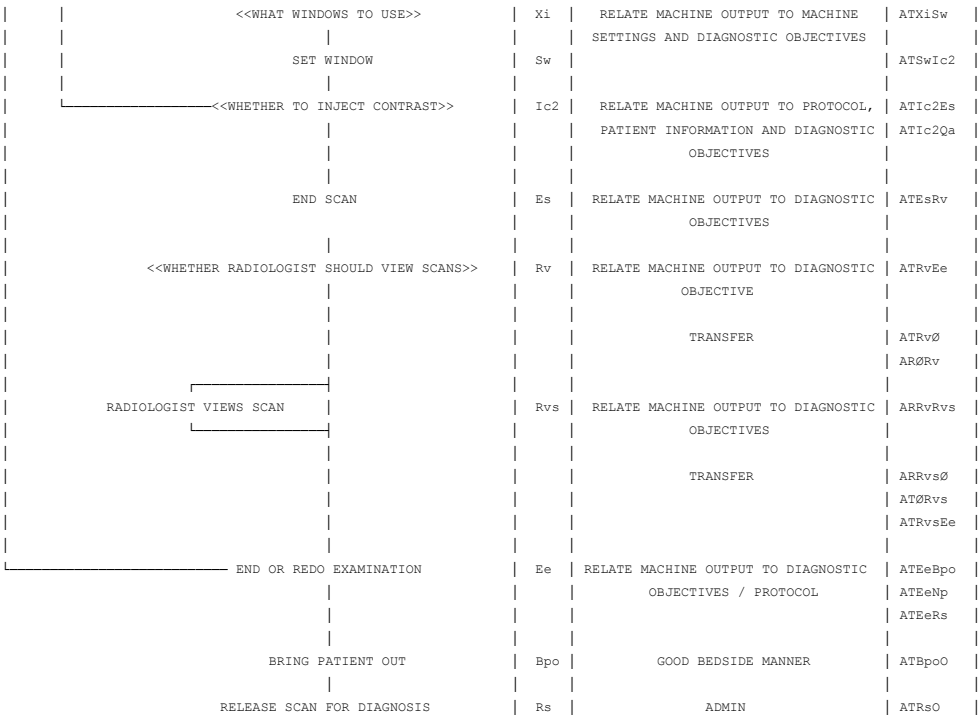 <<WHAT WINDOWS TO USE>> Xi RELATE MACHINE OUTPUT TO MACHINE ATXiSw
SETTINGS AND DIAGNOSTIC OBJECTIVES
SET WINDOW Sw ATSwIc2
<<WHETHER TO INJECT CONTRAST>> Ic2 RELATE MACHINE OUTPUT TO PROTOCOL, ATIc2Es
PATIENT INFORMATION AND DIAGNOSTIC ATIc2Qa
OBJECTIVES
END SCAN Es RELATE MACHINE OUTPUT TO DIAGNOSTIC ATEsRv
OBJECTIVES
<<WHETHER RADIOLOGIST SHOULD VIEW SCANS>> Rv RELATE MACHINE OUTPUT TO DIAGNOSTIC ATRvEe
OBJECTIVE
TRANSFER ATRvØ
ARØRv
RADIOLOGIST VIEWS SCAN Rvs RELATE MACHINE OUTPUT TO DIAGNOSTIC ARRvRvs
OBJECTIVES
TRANSFER ARRvsØ
ATØRvs
ATRvsEe
END OR REDO EXAMINATION Ee RELATE MACHINE OUTPUT TO DIAGNOSTIC ATEeBpo
OBJECTIVES / PROTOCOL ATEeNp
ATEeRs
BRING PATIENT OUT Bpo GOOD BEDSIDE MANNER ATBpoO
RELEASE SCAN FOR DIAGNOSIS Rs ADMIN ATRsO